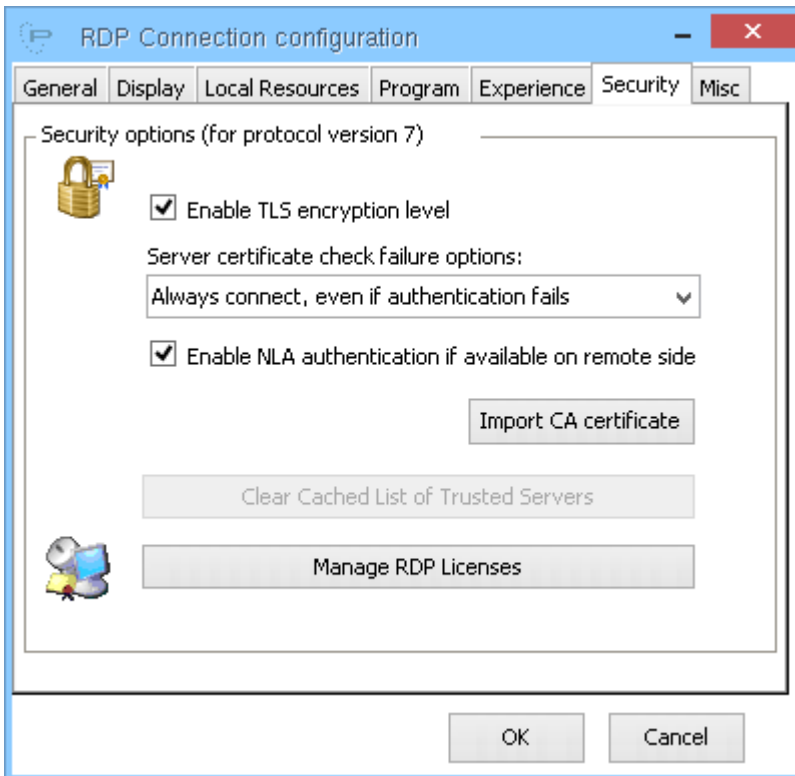 RDP Connection configuration
General Display Local Resources Program Experience Security Misc
Security options (for protocol version 7)
Enable TLS encryption level
Server certificate check failure options:
Always connect, even if authentication fails
Enable NLA authentication if available on remote side
Import CA certificate
Clear Cached List of Trusted Servers
Manage RDP Licenses
OK Cancel